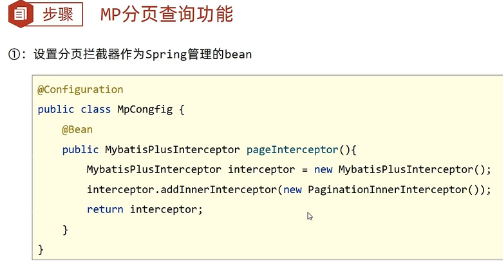 步骤 MP分页查询功能
①：设置分页拦截器作为Spring管理的bean
@Configuration
public class MpCongfig {
@Bean
public MybatisPlusInterceptor pageInterceptor(){
MybatisPlusInterceptor interceptor = new MybatisPlusInterceptor();
interceptor.addInnerInterceptor(new PaginationInnerInterceptor());
return interceptor;
}
}